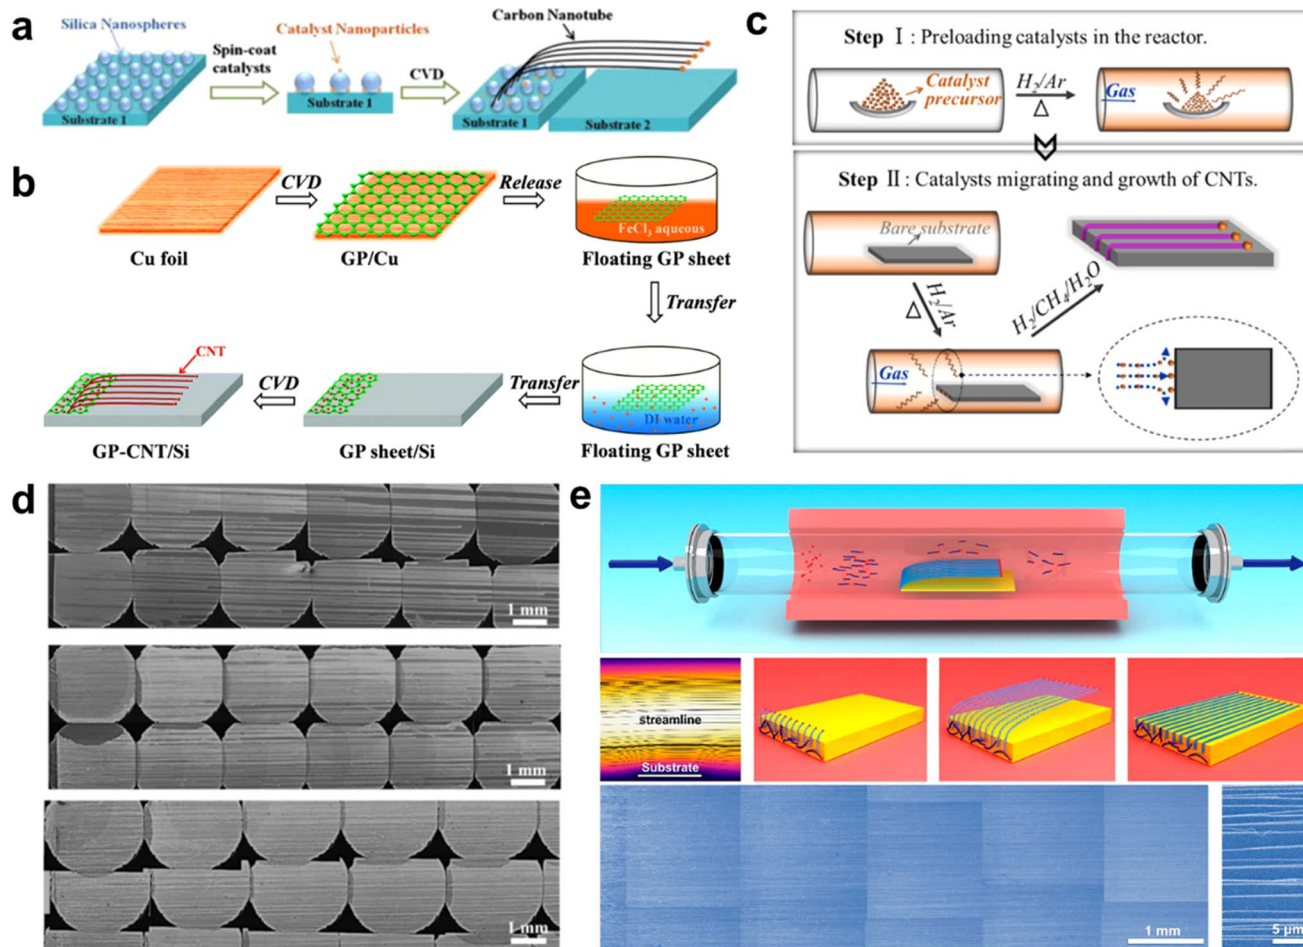 a
Silica Nanospheres
Spin-coat
catalysts
Catalyst Nanoparticles
CVD
Carbon Nanotube
Substrate 1
Substrate 1
Substrate 1
Substrate 2
b
CVD
Release
FeCl₃ aqueous
Cu foil
GP/Cu
Floating GP sheet
Transfer
CNT
CVD
Transfer
DI water
GP-CNT/Si
GP sheet/Si
Floating GP sheet
c
Step Ⅰ: Preloading catalysts in the reactor.
Catalyst
precursor
H₂/Ar
△
Gas
Step Ⅱ: Catalysts migrating and growth of CNTs.
Bare substrate
H₂/Ar
△
H₂/CH₄/H₂O
Gas
d
1 mm
1 mm
1 mm
e
streamline
Substrate
1 mm
5 μm